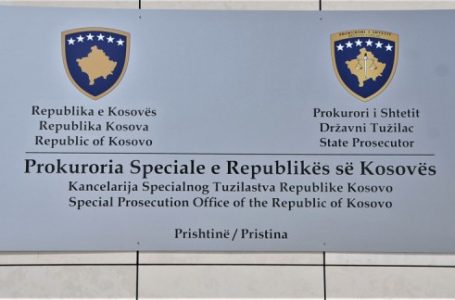 Republika e Kosovës
Republika Kosova
Republic of Kosovo
Prokurori i Shtetit
Državni Tužilac
State Prosecutor
Prokuroria Speciale e Republikës së Kosovës
Kancelarija Specialnog Tuzilastva Republike Kosovo
Special Prosecution Office of the Republic of Kosovo
Prishtinë / Pristina